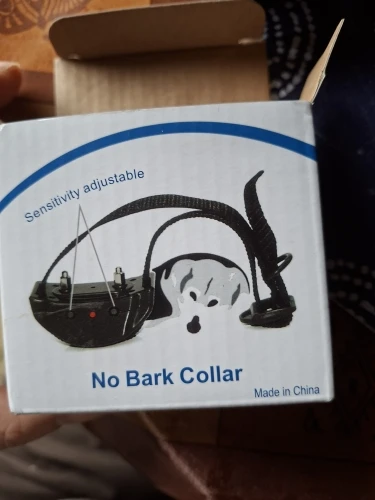 Sensitivity adjustable
No Bark Collar
Made in China